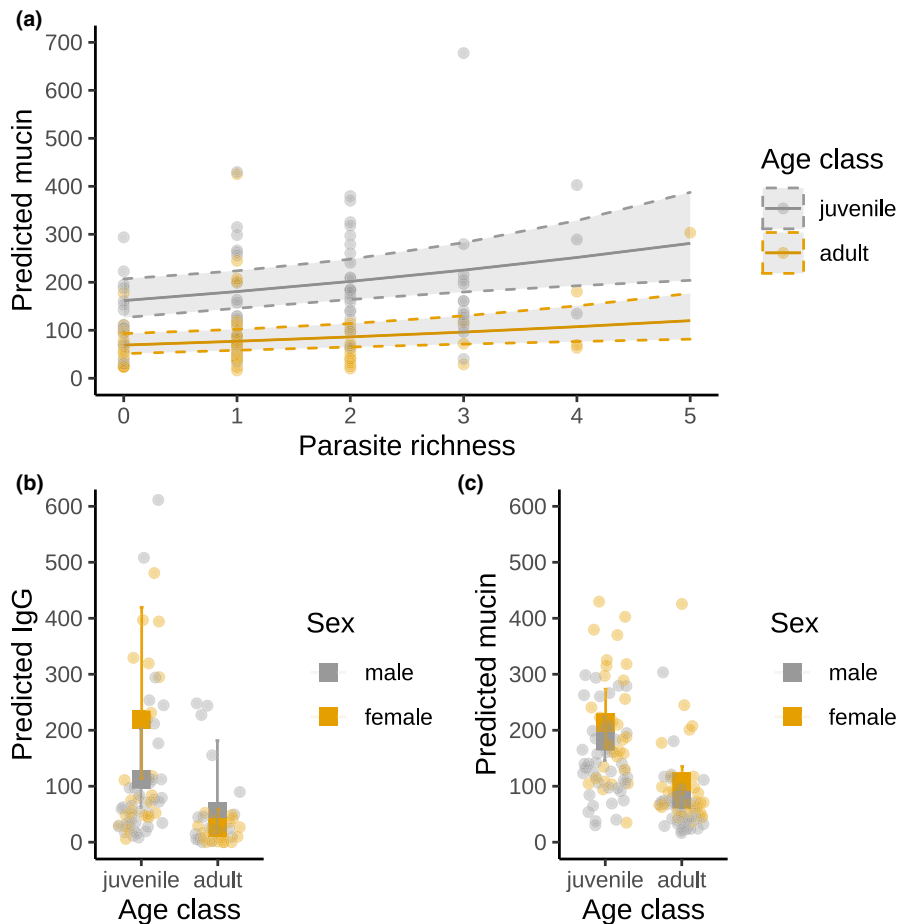 (a)
700
600
500
400
300
200
100
0
Predicted mucin
0 1 2 3 4 5
Parasite richness
Age class
juvenile
adult
(b)
600
500
400
300
200
100
0
Predicted IgG
juvenile adult
Age class
Sex
male
female
(c)
600
500
400
300
200
100
0
Predicted mucin
juvenile adult
Age class
Sex
male
female